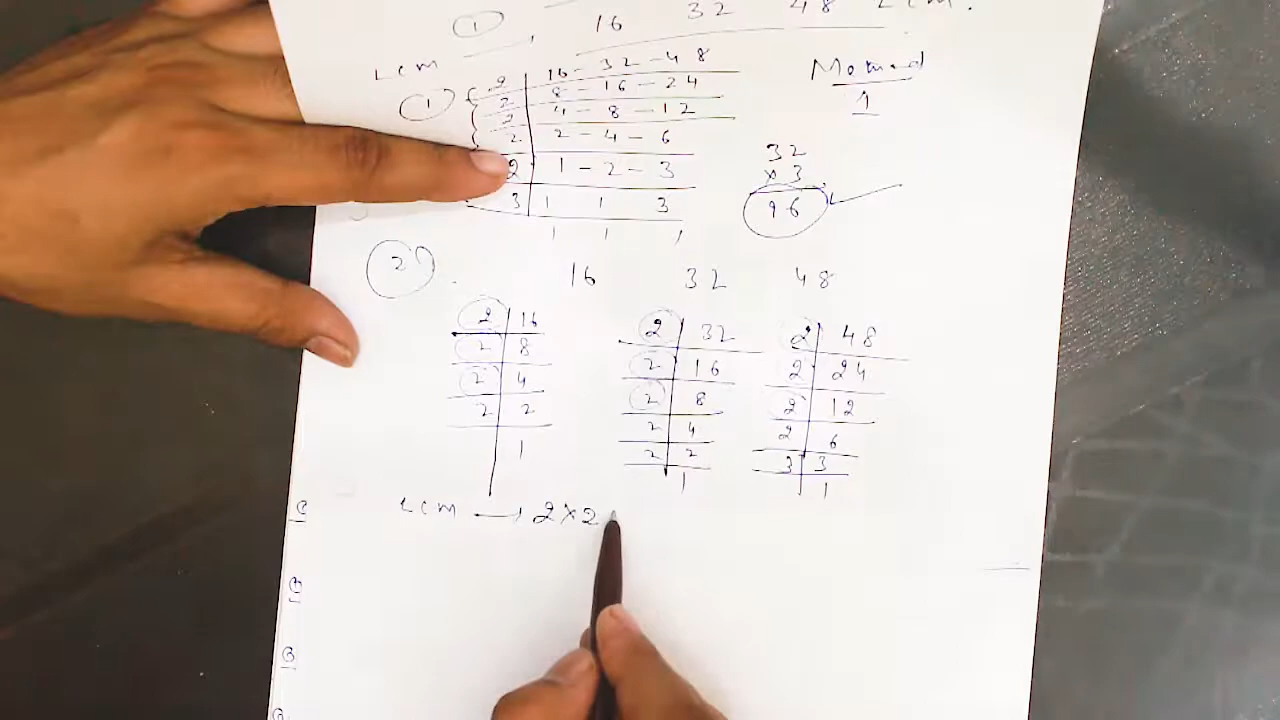 1 16 32 48 Lcm.
Lcm
1
2 16 - 32 - 48
2 8 - 16 - 24
2 4 - 8 - 12
2 2 - 4 - 6
2 1 - 2 - 3
3 1 1 3
1 1 1
1
32
x 3
96
2 16 32 48
2 16
2 8
2 4
2 2
1
2 32
2 16
2 8
2 4
2 2
1
2 48
2 24
2 12
2 6
3 3
1
Lcm → 2x2